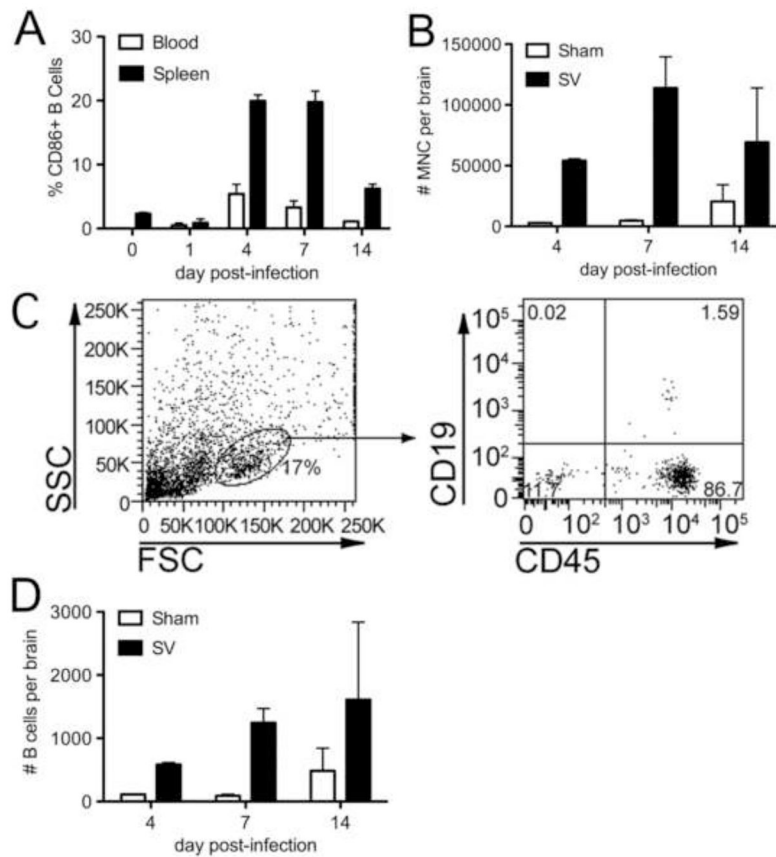 A
30
20
10
0
% CD86+ B Cells
Blood
Spleen
0 1 4 7 14
day post-infection
B
150000
100000
50000
0
# MNC per brain
Sham
SV
4 7 14
day post-infection
C
250K
200K
150K
100K
50K
0
SSC
17%
0 50K 100K 150K 200K 250K
FSC
10^5
10^4
10^3
10^2
0
CD19
0.02 1.59
86.7
0 10^2 10^3 10^4 10^5
CD45
D
3000
2000
1000
0
# B cells per brain
Sham
SV
4 7 14
day post-infection